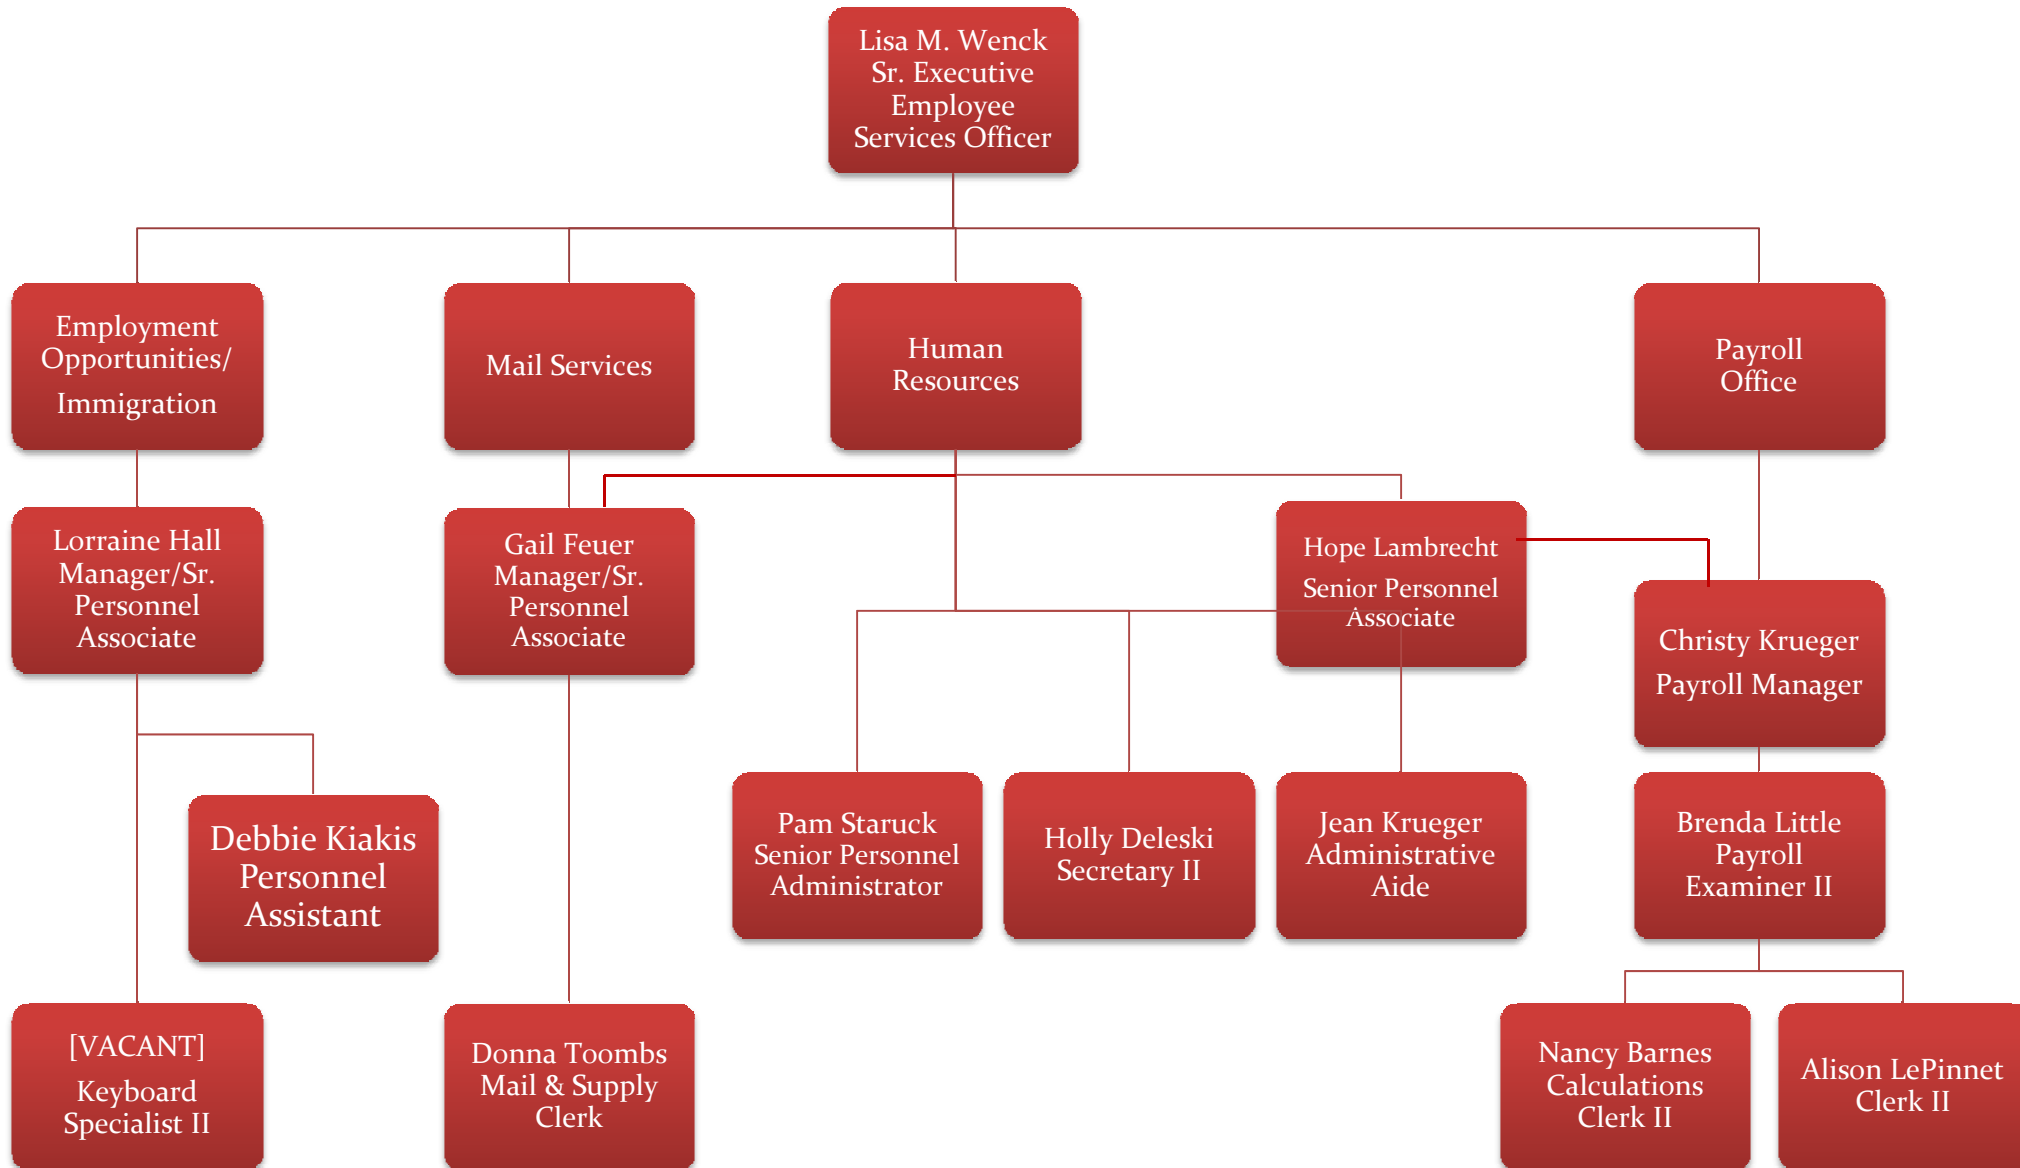 Lisa M. Wenck
Sr. Executive
Employee
Services Officer
Employment
Opportunities/
Immigration
Mail Services
Human
Resources
Payroll
Office
Lorraine Hall
Manager/Sr.
Personnel
Associate
Gail Feuer
Manager/Sr.
Personnel
Associate
Hope Lambrecht
Senior Personnel
Associate
Christy Krueger
Payroll Manager
Debbie Kiakis
Personnel
Assistant
Pam Staruck
Senior Personnel
Administrator
Holly Deleski
Secretary II
Jean Krueger
Administrative
Aide
Brenda Little
Payroll
Examiner II
[VACANT]
Keyboard
Specialist II
Donna Toombs
Mail & Supply
Clerk
Nancy Barnes
Calculations
Clerk II
Alison LePinnet
Clerk II